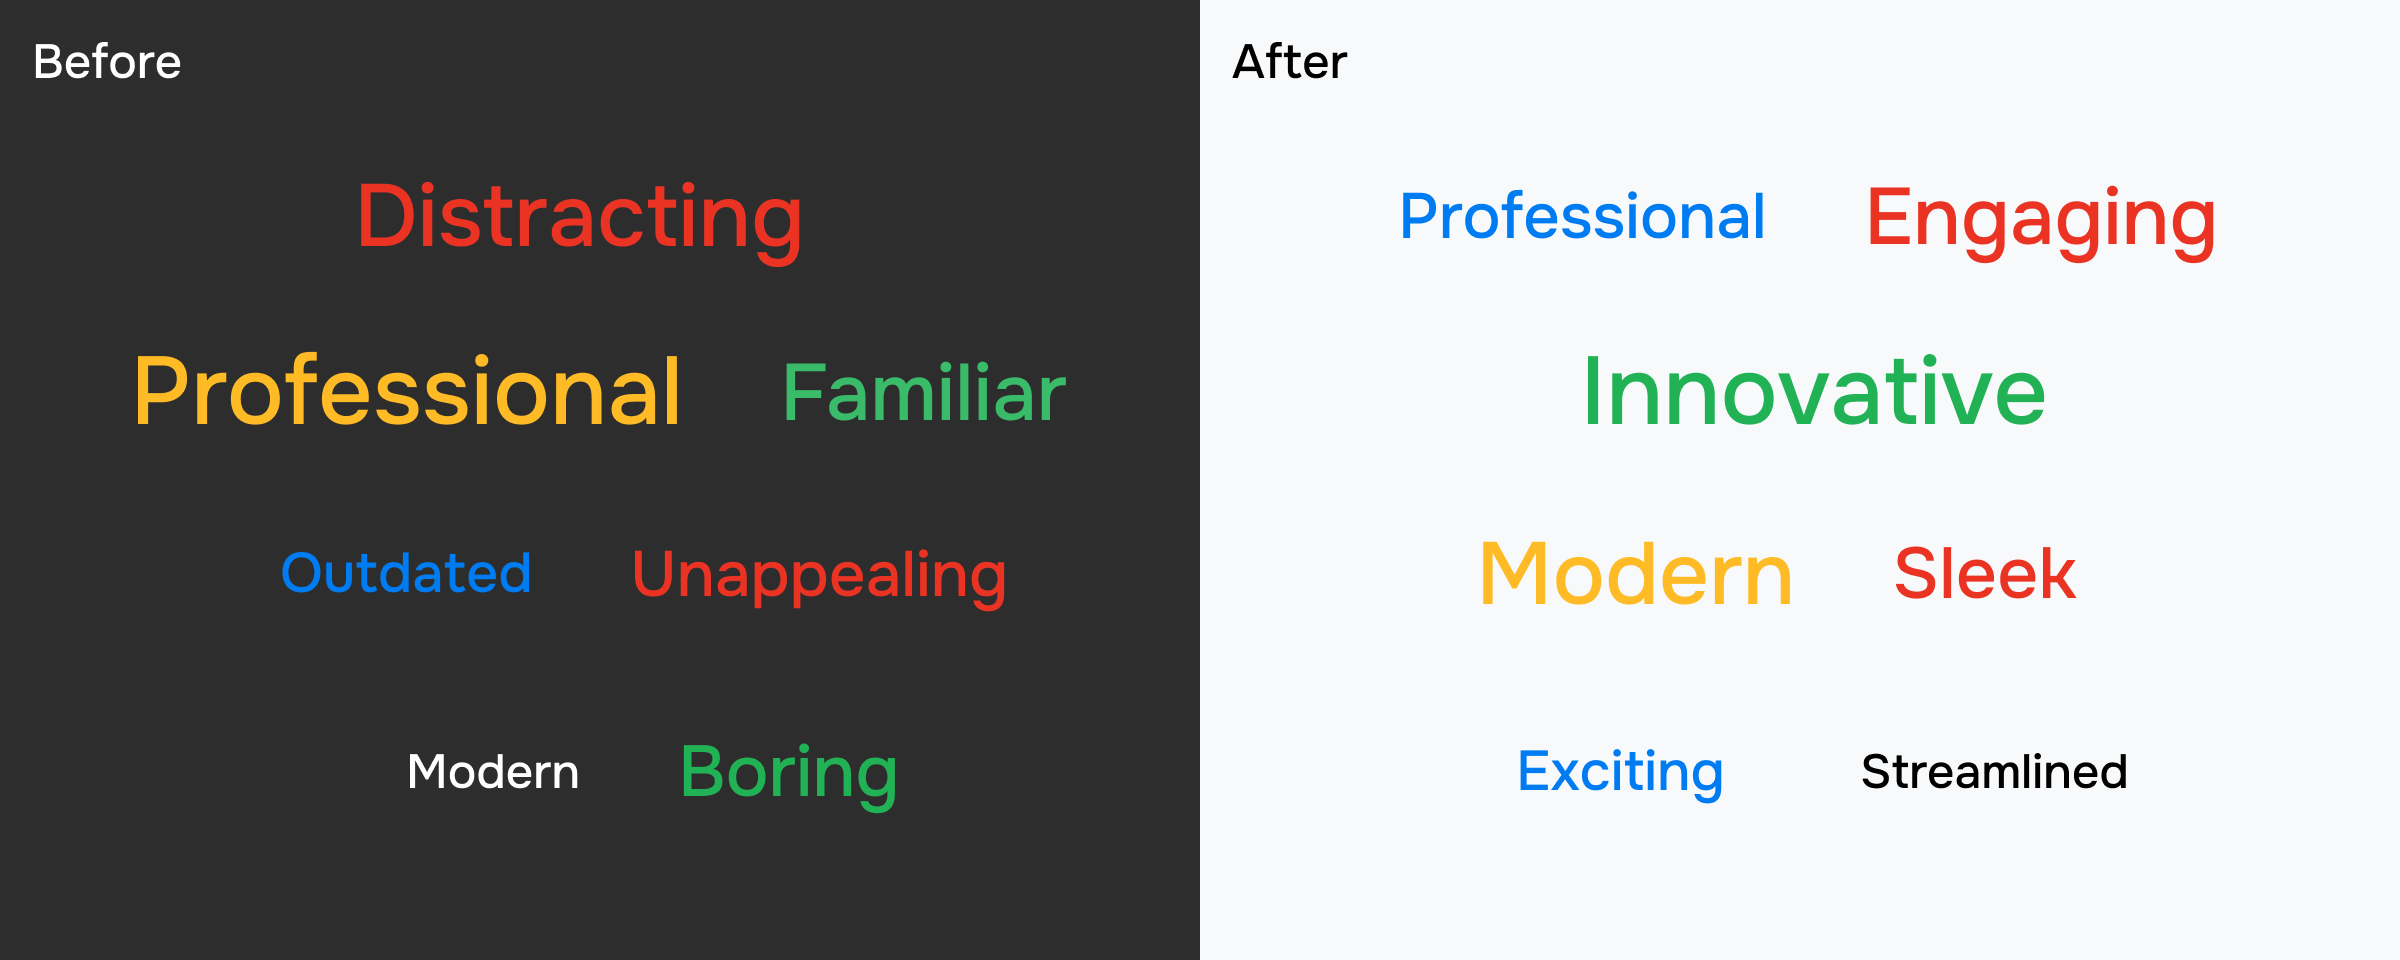 Before
Distracting
Professional Familiar
Outdated Unappealing
Modern Boring
After
Professional Engaging
Innovative
Modern Sleek
Exciting Streamlined